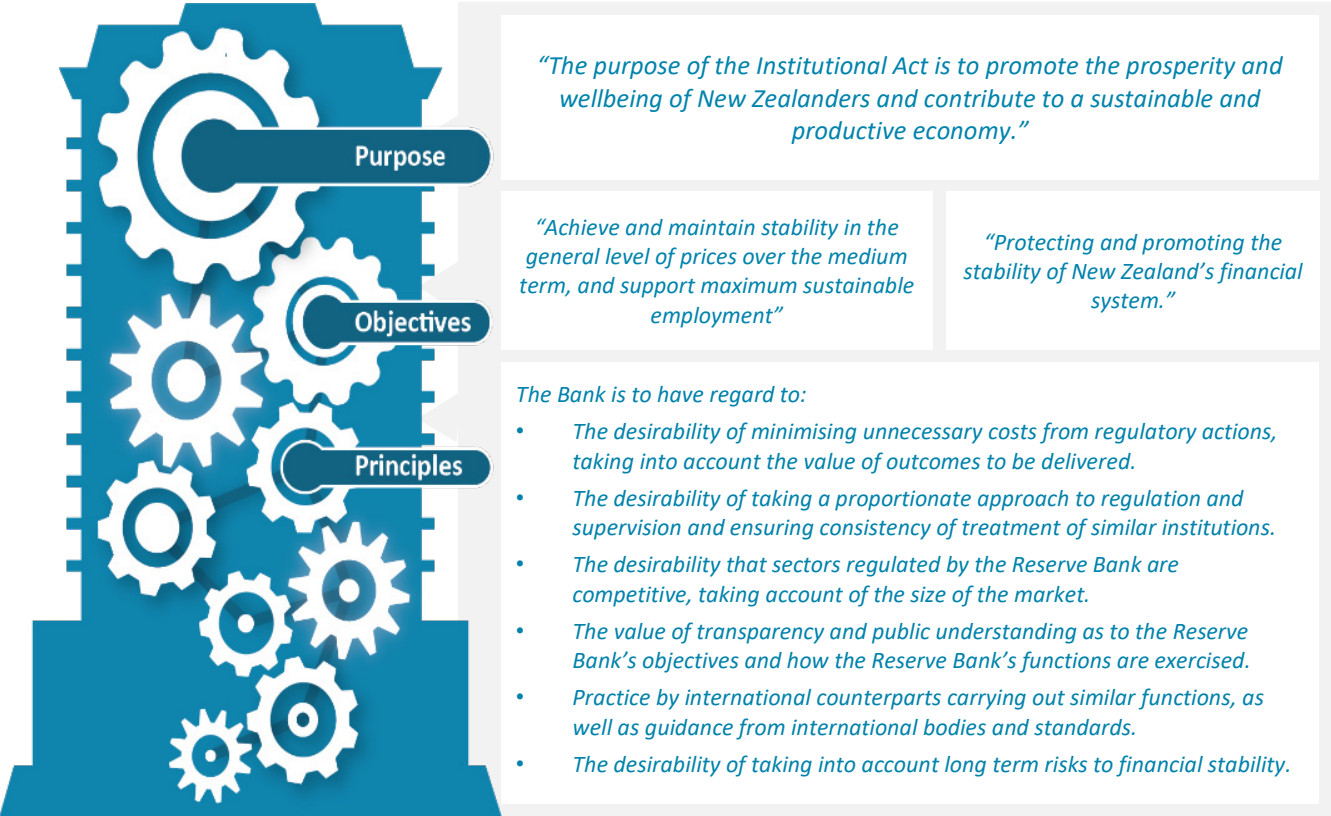 Purpose
“The purpose of the Institutional Act is to promote the prosperity and
wellbeing of New Zealanders and contribute to a sustainable and
productive economy.”
Objectives
“Achieve and maintain stability in the
general level of prices over the medium
term, and support maximum sustainable
employment”
“Protecting and promoting the
stability of New Zealand’s financial
system.”
Principles
The Bank is to have regard to:
• The desirability of minimising unnecessary costs from regulatory actions,
taking into account the value of outcomes to be delivered.
• The desirability of taking a proportionate approach to regulation and
supervision and ensuring consistency of treatment of similar institutions.
• The desirability that sectors regulated by the Reserve Bank are
competitive, taking account of the size of the market.
• The value of transparency and public understanding as to the Reserve
Bank’s objectives and how the Reserve Bank’s functions are exercised.
• Practice by international counterparts carrying out similar functions, as
well as guidance from international bodies and standards.
• The desirability of taking into account long term risks to financial stability.